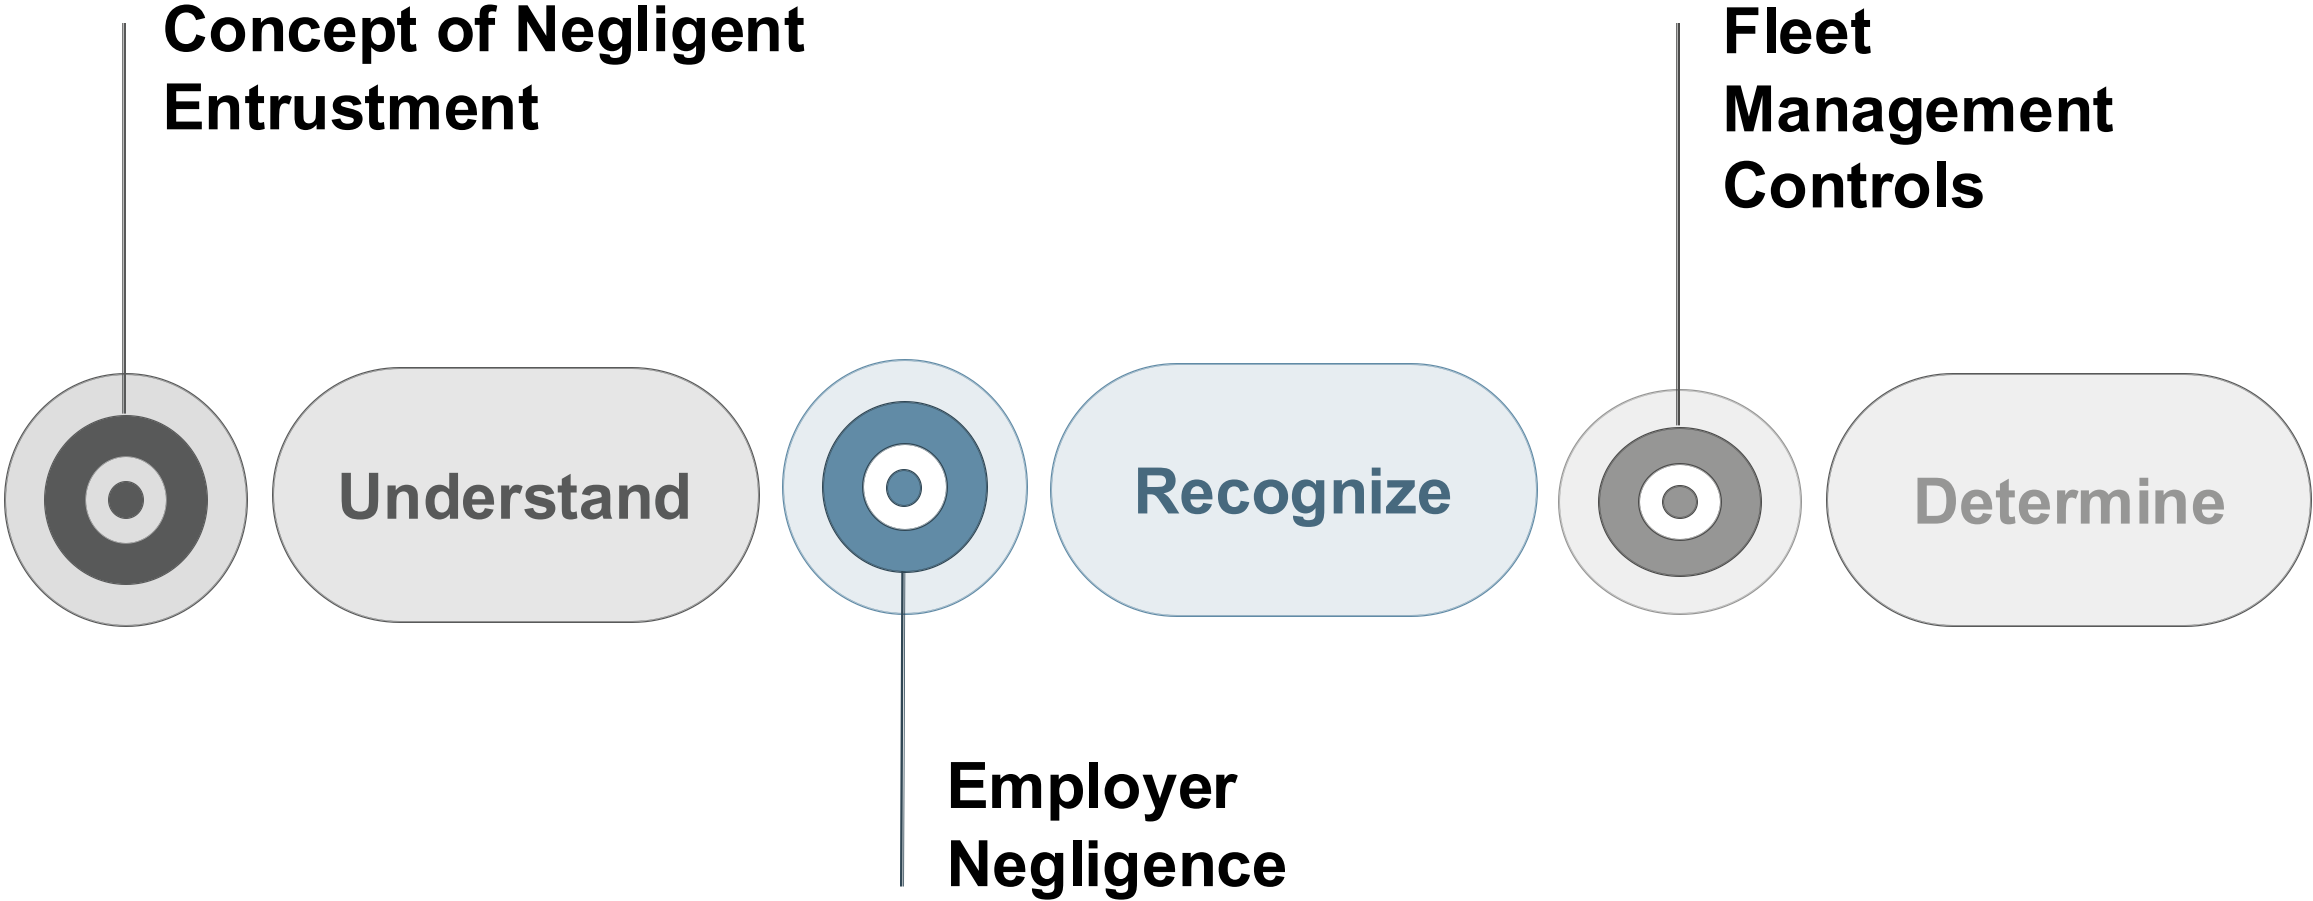 Concept of Negligent
Entrustment
Fleet
Management
Controls
Understand
Recognize
Determine
Employer
Negligence